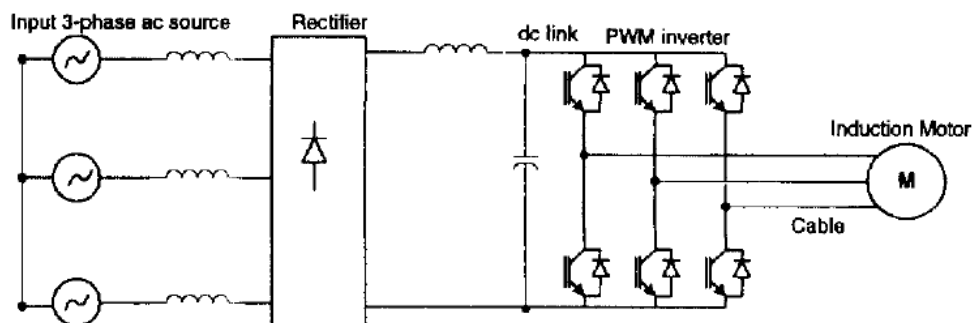 Input 3-phase ac source
Rectifier
dc link
PWM inverter
Induction Motor
M
Cable